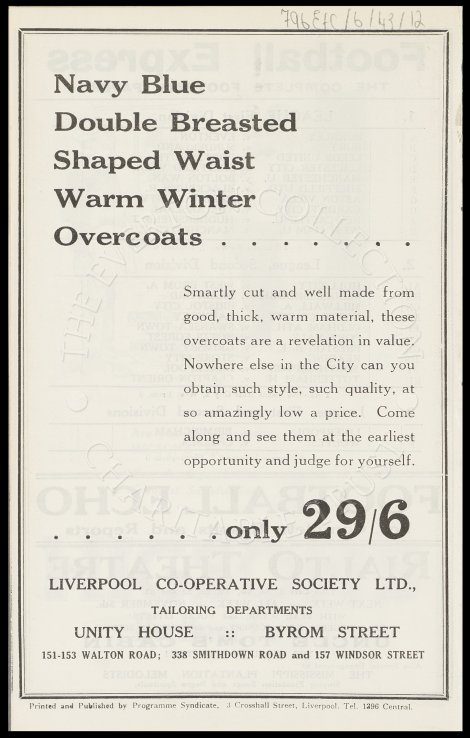 796EFC/6/43/12
Navy Blue
Double Breasted
Shaped Waist
Warm Winter
Overcoats . . . . . . .
Smartly cut and well made from
good, thick, warm material, these
overcoats are a revelation in value.
Nowhere else in the City can you
obtain such style, such quality, at
so amazingly low a price. Come
along and see them at the earliest
opportunity and judge for yourself.
. . . . . . only 29/6
LIVERPOOL CO-OPERATIVE SOCIETY LTD.,
TAILORING DEPARTMENTS
UNITY HOUSE :: BYROM STREET
151-153 WALTON ROAD; 338 SMITHDOWN ROAD and 157 WINDSOR STREET
Printed and Published by Programme Syndicate. 3 Crosshall Street, Liverpool. Tel. 1296 Central.
THE EVERTON COLLECTION